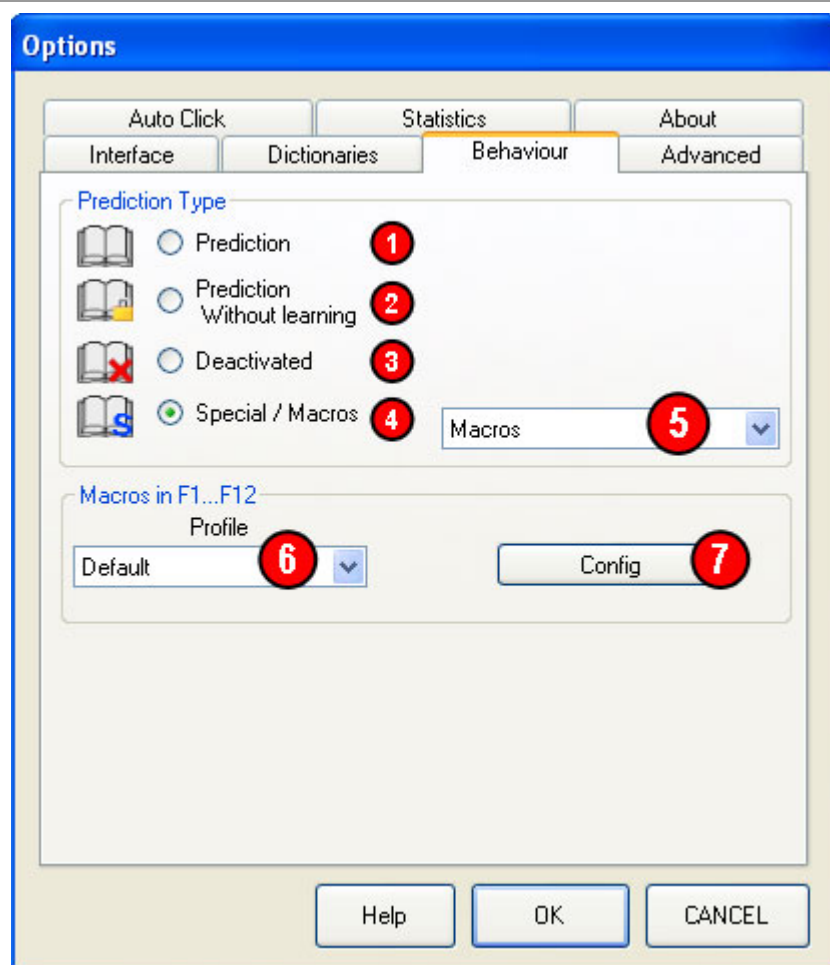 Options
Auto Click Statistics About
Interface Dictionaries Behaviour Advanced
Prediction Type
Prediction 1
Prediction
Without learning 2
Deactivated 3
Special / Macros 4 Macros 5
Macros in F1...F12
Profile
Default 6 Config 7
Help OK CANCEL